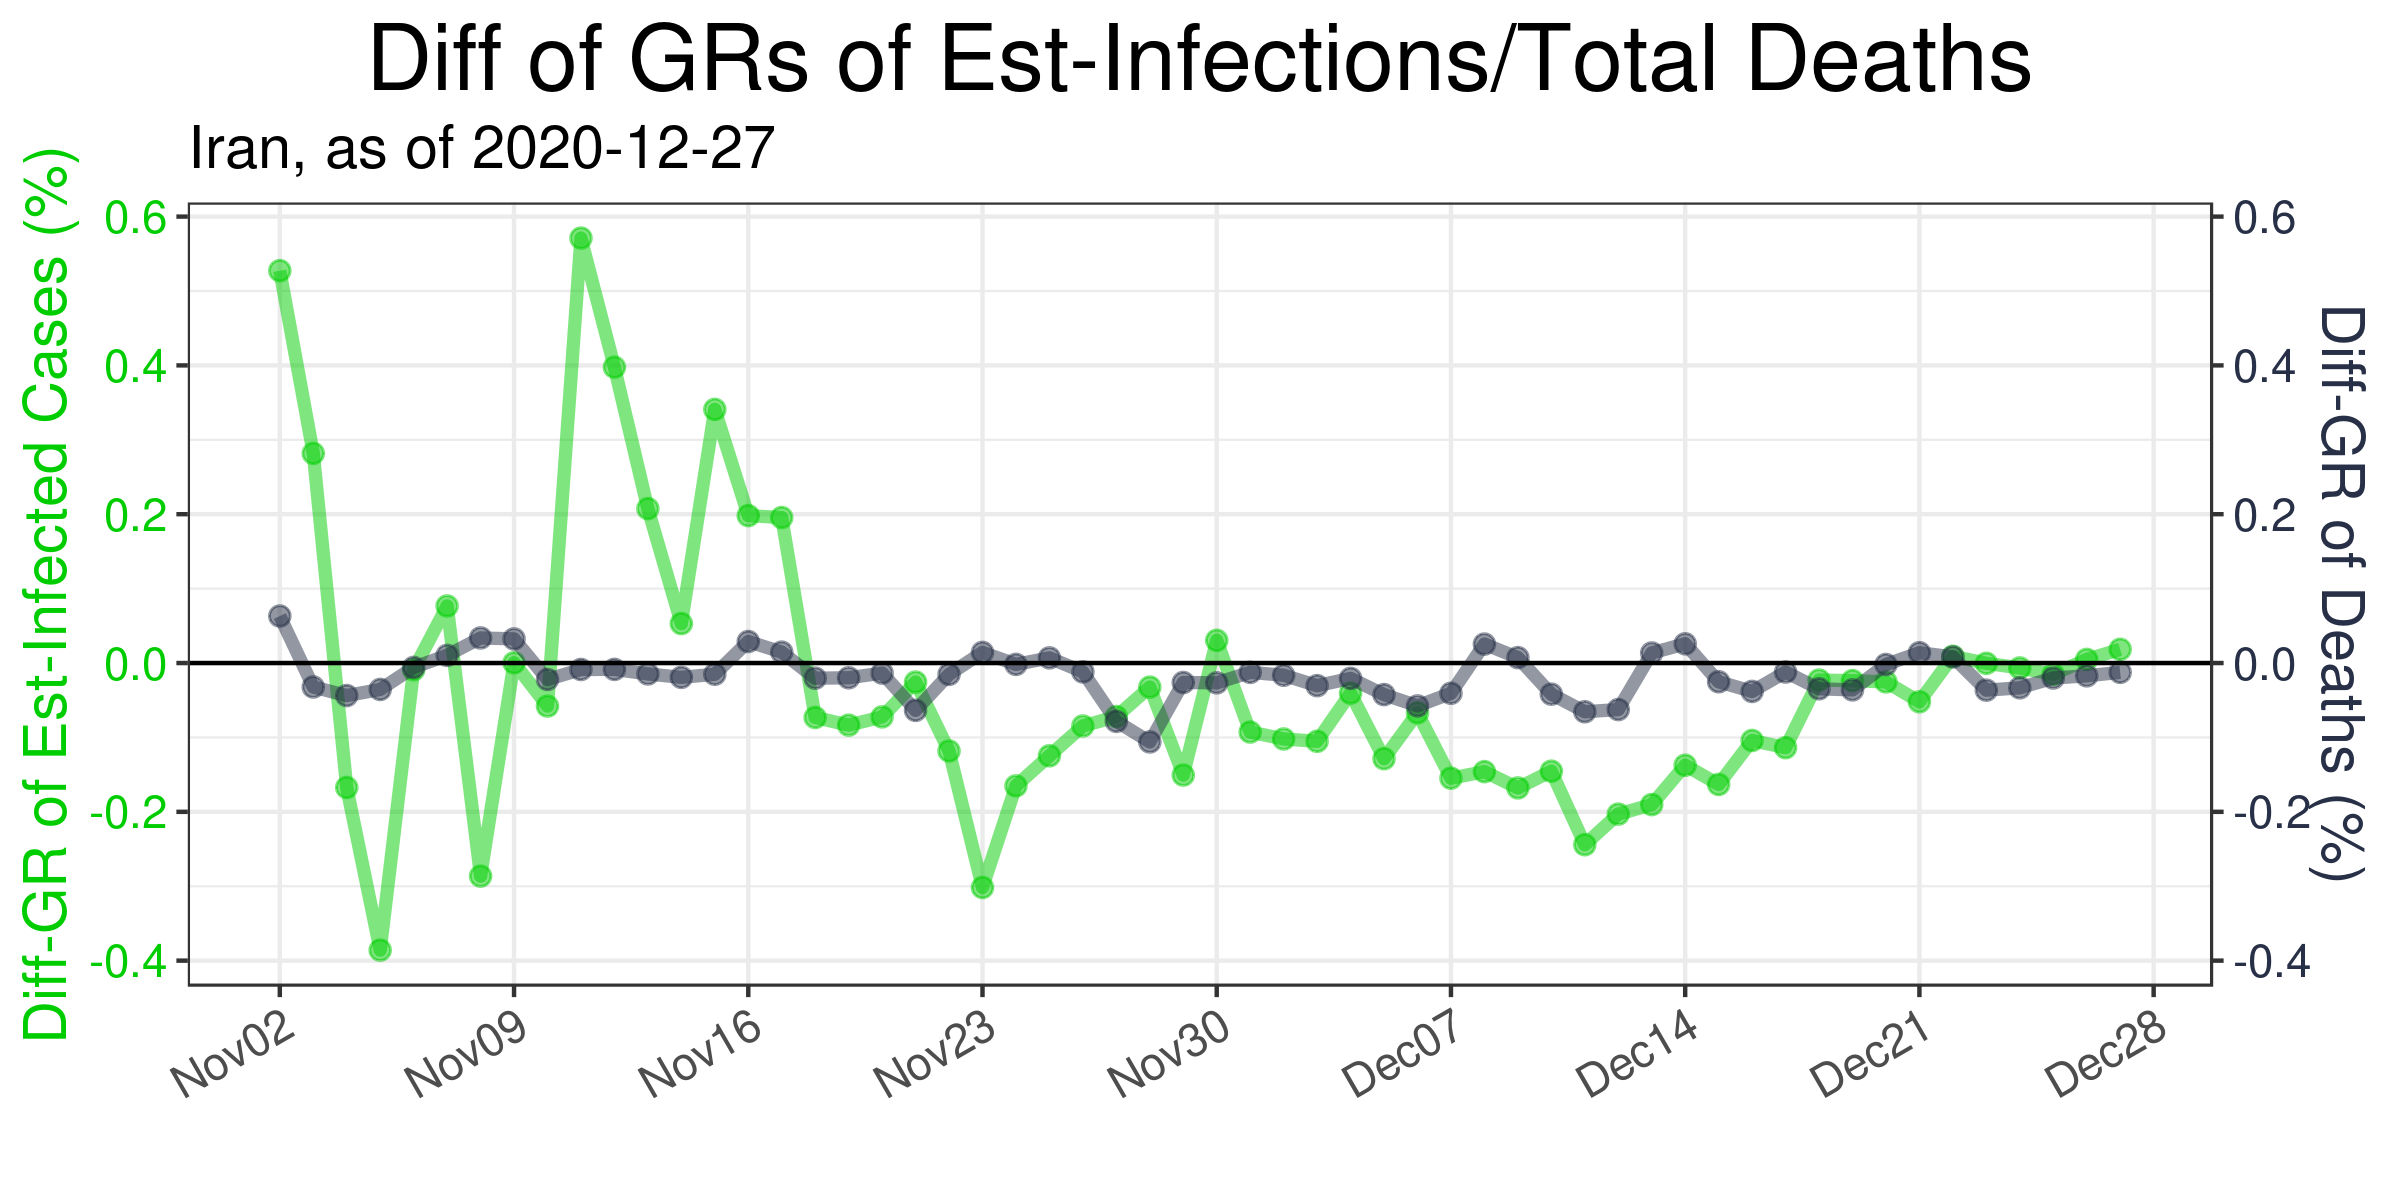 Diff of GRs of Est-Infections/Total Deaths
Iran, as of 2020-12-27
Diff-GR of Est-Infected Cases (%)
0.6
0.4
0.2
0.0
-0.2
-0.4
0.6
0.4
0.2
0.0
-0.2
-0.4
Diff-GR of Deaths (%)
Nov02
Nov09
Nov16
Nov23
Nov30
Dec07
Dec14
Dec21
Dec28